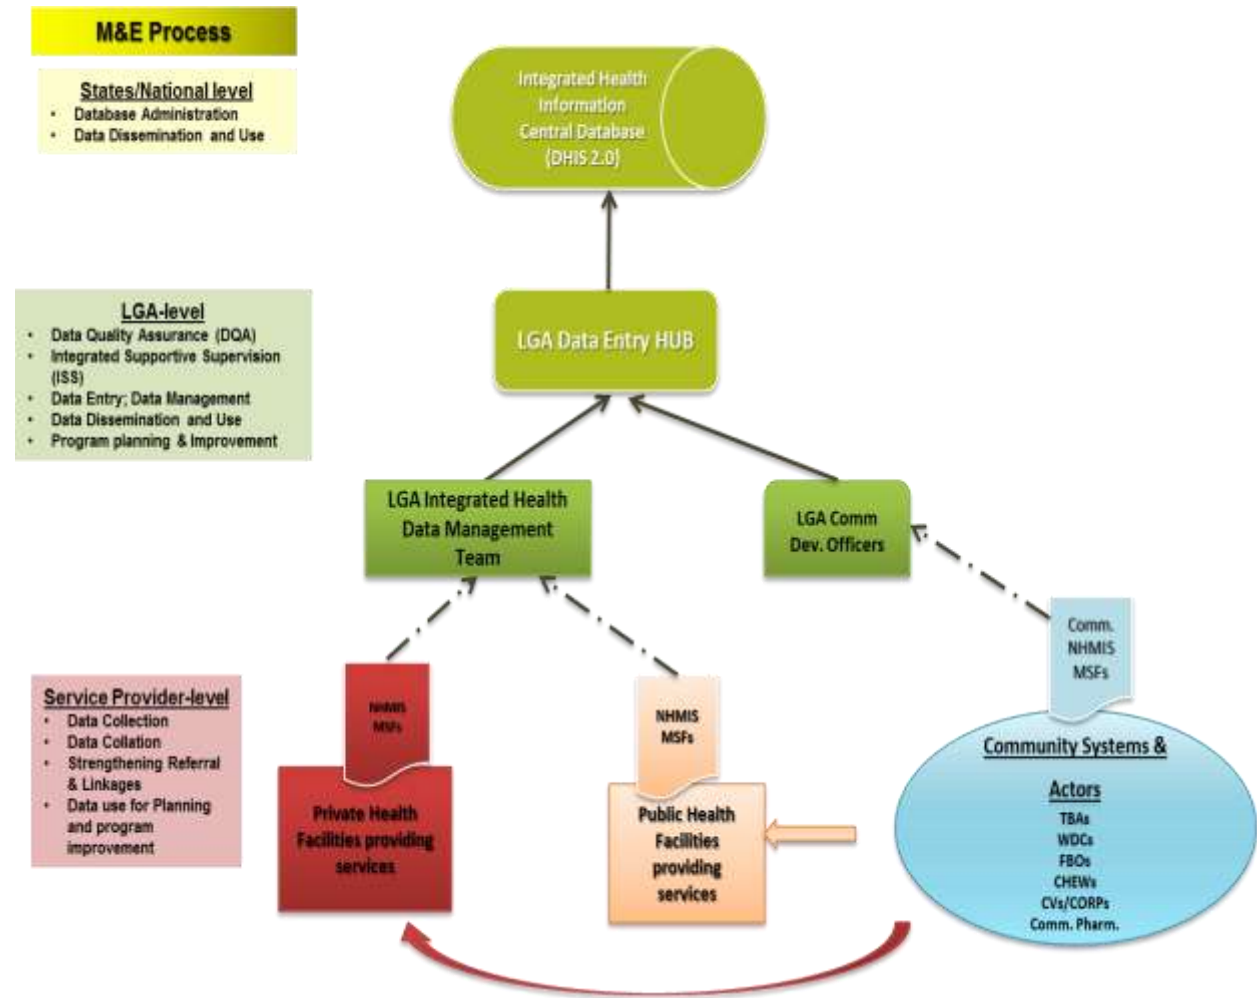 M&E Process
States/National level
• Database Administration
• Data Dissemination and Use
Integrated Health
Information
Central Database
(DHIS 2.0)
LGA-level
• Data Quality Assurance (DQA)
• Integrated Supportive Supervision
(ISS)
• Data Entry; Data Management
• Data Dissemination and Use
• Program planning & Improvement
LGA Data Entry HUB
LGA Integrated Health
Data Management
Team
LGA Comm
Dev. Officers
Service Provider-level
• Data Collection
• Data Collation
• Strengthening Referral
& Linkages
• Data use for Planning
and program
improvement
NHMIS
MSFs
Private Health
Facilities providing
services
NHMIS
MSFs
Public Health
Facilities
providing
services
Comm.
NHMIS
MSFs
Community Systems &
Actors
TBAs
WDCs
FBOs
CHEWs
CVs/CORPs
Comm. Pharm.